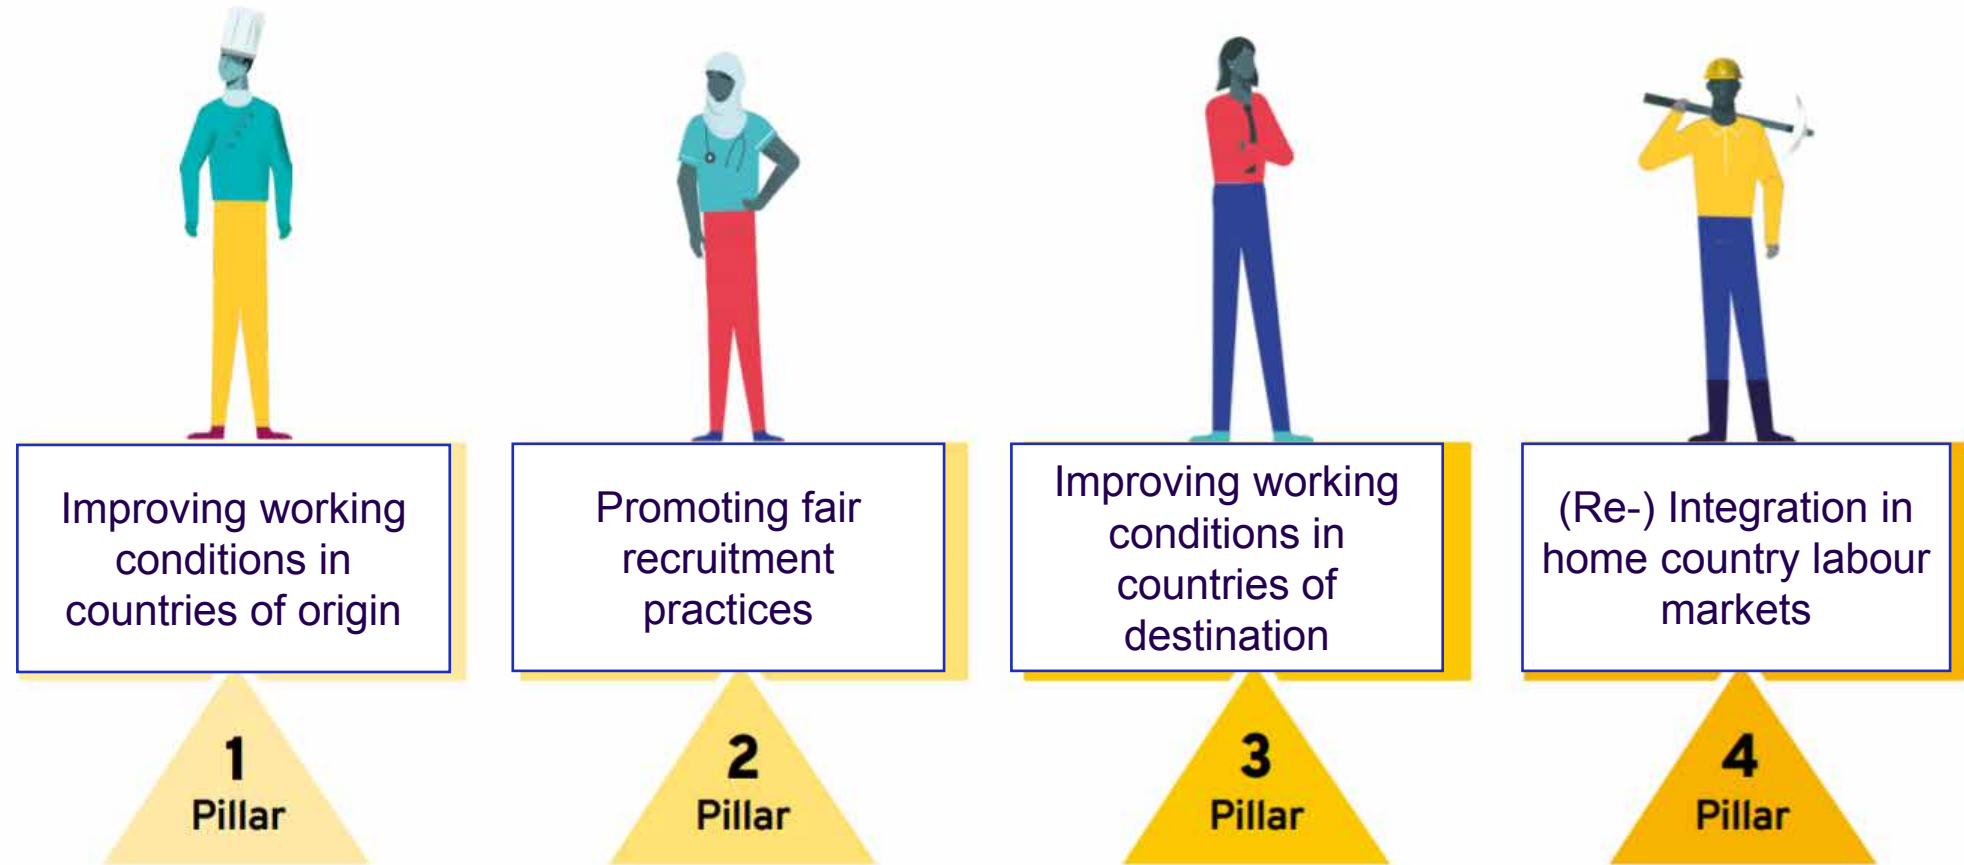 Improving working
conditions in
countries of origin
1
Pillar
Promoting fair
recruitment
practices
2
Pillar
Improving working
conditions in
countries of
destination
3
Pillar
(Re-) Integration in
home country labour
markets
4
Pillar